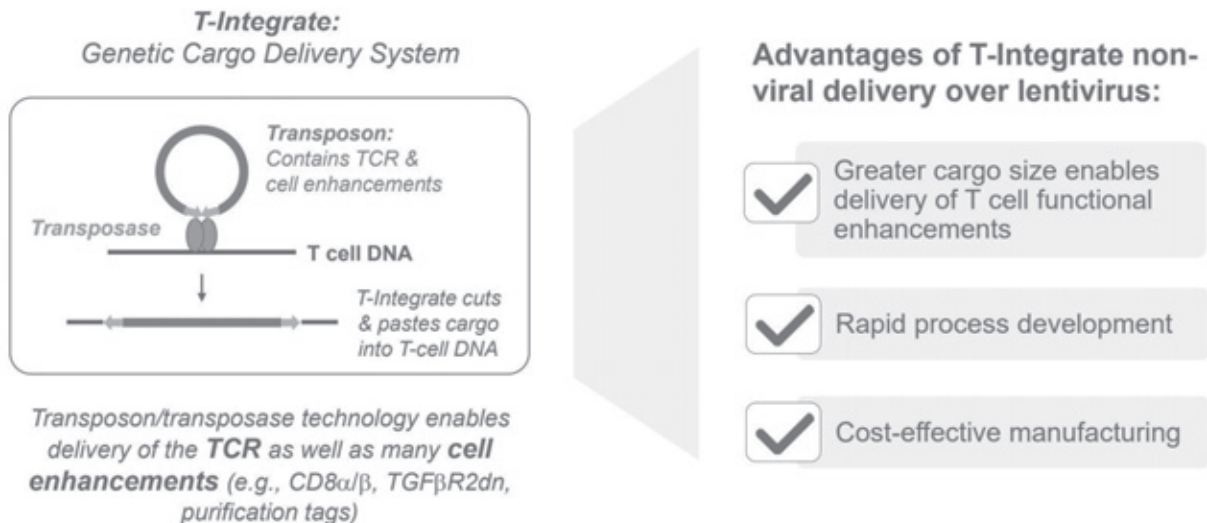 T-Integrate:
Genetic Cargo Delivery System
Transposon:
Contains TCR &
cell enhancements
Transposase
T cell DNA
T-Integrate cuts
& pastes cargo
into T-cell DNA
Transposon/transposase technology enables
delivery of the TCR as well as many cell
enhancements (e.g., CD8α/β, TGFβR2dn,
purification tags)
Advantages of T-Integrate non-
viral delivery over lentivirus:
Greater cargo size enables
delivery of T cell functional
enhancements
Rapid process development
Cost-effective manufacturing